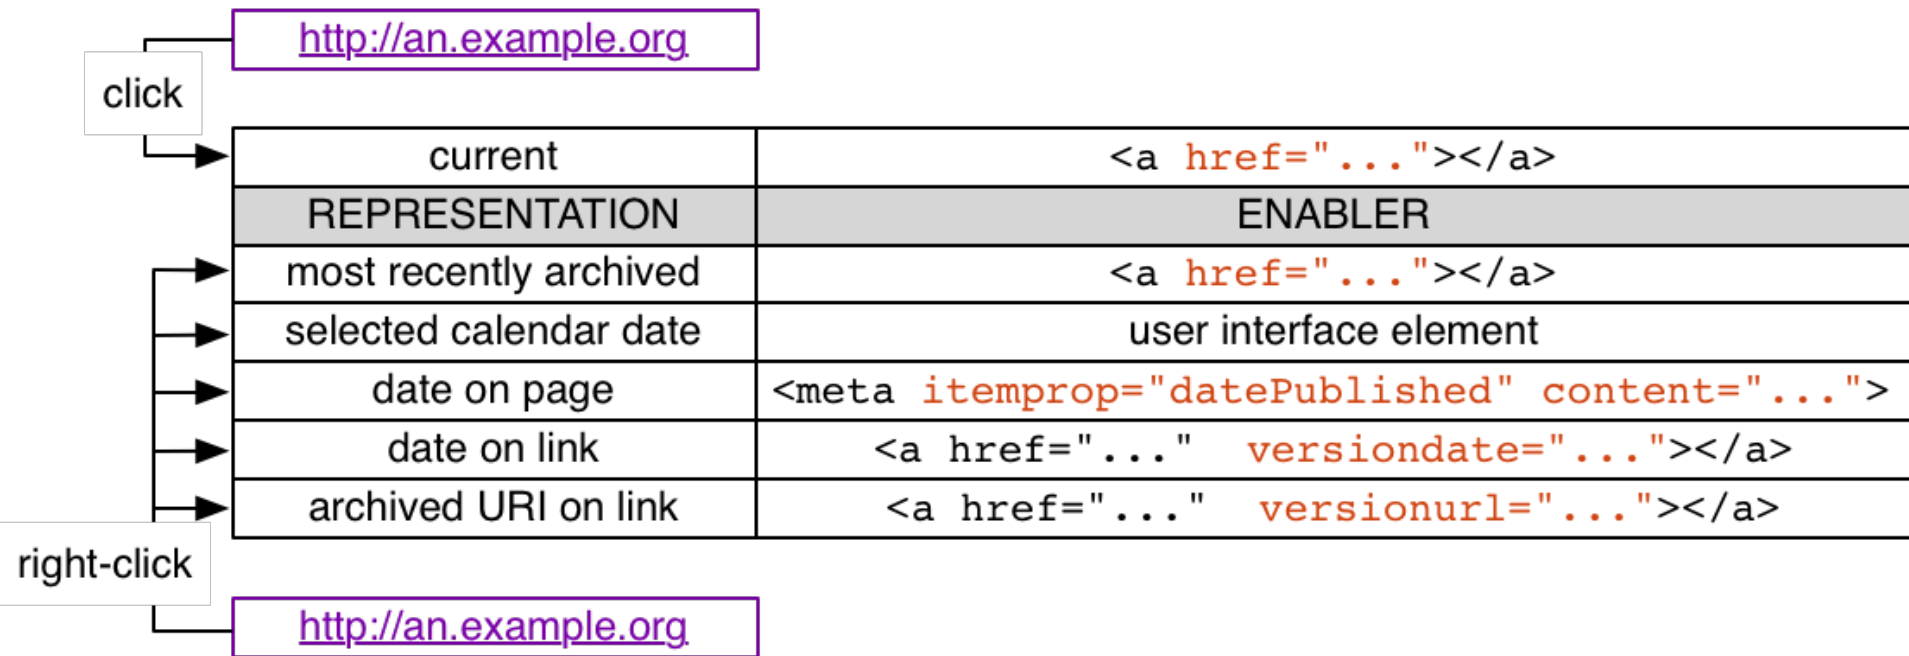 http://an.example.org
click
current <a href="..."></a>
REPRESENTATION ENABLER
most recently archived <a href="..."></a>
selected calendar date user interface element
date on page <meta itemprop="datePublished" content="...">
date on link <a href="..." versiondate="..."></a>
archived URI on link <a href="..." versionurl="..."></a>
right-click
http://an.example.org